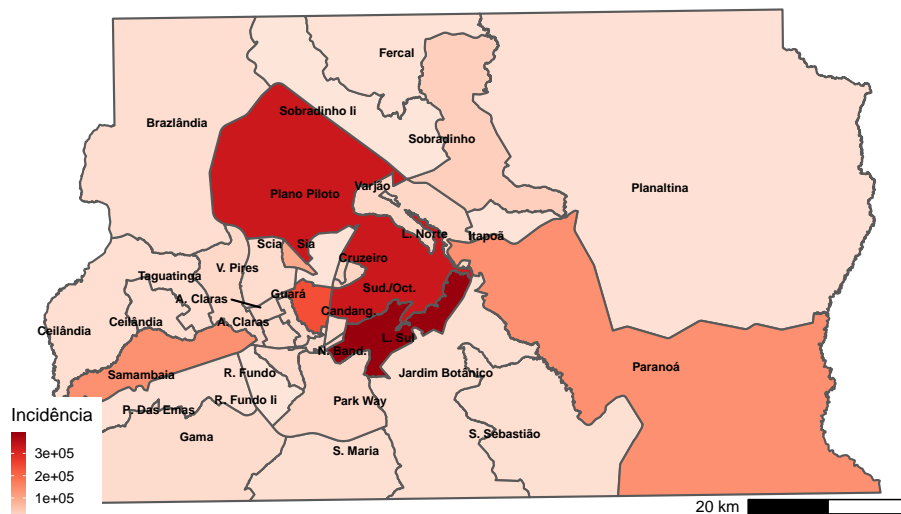 Fercal
Sobradinho Ii
Brazlândia
Sobradinho
Varjão
Planaltina
Plano Piloto
L. Norte
Itapoã
Scia
Sia
Cruzeiro
V. Pires
Taguatinga
Sud./Oct.
Guará
A. Claras
Candang.
Ceilândia
Ceilândia
A. Claras
L. Sul
N. Band.
Paranoá
Samambaia
R. Fundo
Jardim Botânico
R. Fundo Ii
Park Way
P. Das Emas
Gama
S. Sebastião
S. Maria
Incidência
3e+05
2e+05
1e+05
20 km